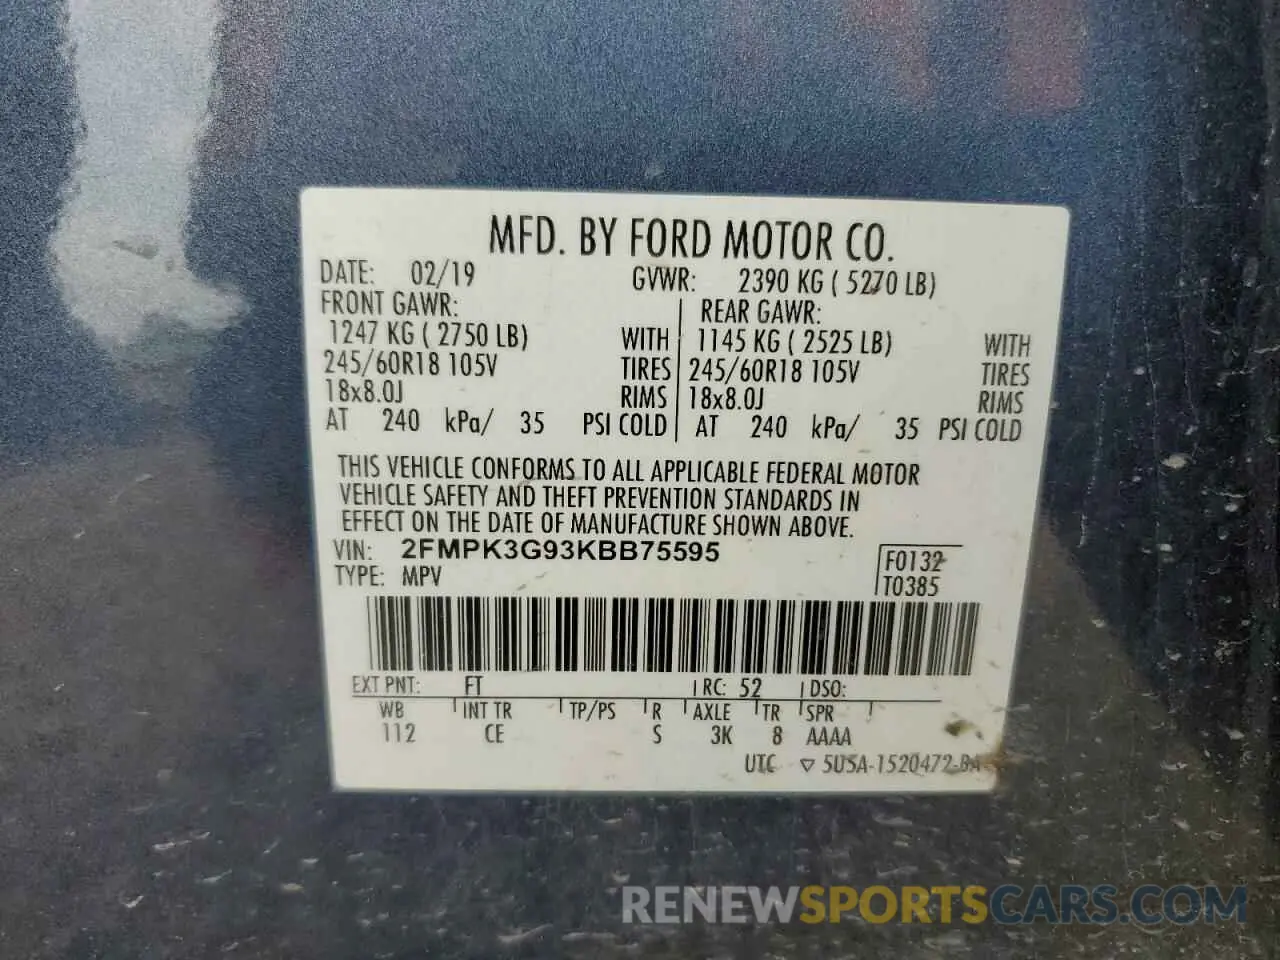 MFD. BY FORD MOTOR CO.
DATE: 02/19 GVWR: 2390 KG ( 5270 LB)
FRONT GAWR: REAR GAWR:
1247 KG ( 2750 LB) WITH 1145 KG ( 2525 LB) WITH
245/60R18 105V TIRES 245/60R18 105V TIRES
18x8.0J RIMS 18x8.0J RIMS
AT 240 kPa/ 35 PSI COLD AT 240 kPa/ 35 PSI COLD
THIS VEHICLE CONFORMS TO ALL APPLICABLE FEDERAL MOTOR
VEHICLE SAFETY AND THEFT PREVENTION STANDARDS IN
EFFECT ON THE DATE OF MANUFACTURE SHOWN ABOVE.
VIN: 2FMPK3G93KBB75595 F0132
TYPE: MPV T0385
EXT PNT: FT RC: 52 DSO:
WB INT TR TP/PS R AXLE TR SPR
112 CE S 3K 8 AAAA
UTC ▽ 5USA-1520472-BA
RENEWSPORTSCARS.COM